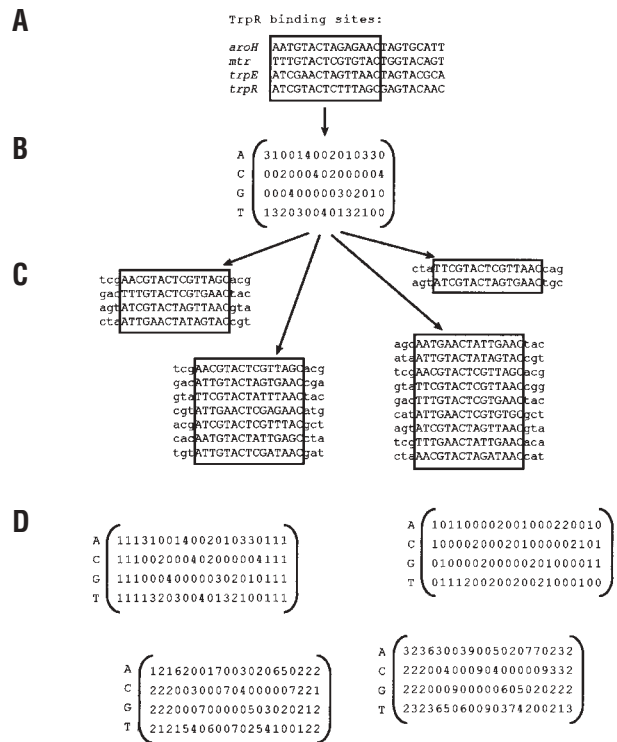 A
TrpR binding sites:
aroH AATGTACTAGAGAACTAGTGCATT
mtr TTTGTACTCGTGTACTGGTACAGT
trpE ATCGAACTAGTTAACTAGTACGCA
trpR ATCGTACTCTTTAGCGAGTACAAC
B
A 310014002010330
C 002000402000004
G 000400000302010
T 132030040132100
C
tcgAACGTACTCGTTAGCacg
gacTTTGTACTCGTGAACtac
agtATCGTACTAGTTAACgta
ctaATTGAACTATAGTACcgt
ctaTTCGTACTCGTTAACcag
agtATCGTACTAGTGAACtgc
tcgAACGTACTCGTTAGCacg
gacATTGTACTAGTGAACcga
gtaTTCGTACTATTTAACtac
cgtATTGAACTCGAGAACatg
acgATCGTACTCGTTTACgct
cacAATGTACTATTGAGCcta
tgtATTGTACTCGATAACgat
agcAATGAACTATTGAACtac
ataATTGTACTATAGTACcgt
tcgAACGTACTCGTTAGCacg
gtaTTCGTACTCGTTAACcgg
gacTTTGTACTCGTGAACtac
catATTGAACTCGTGTGCgct
agtATCGTACTAGTTAACgta
tcgTTTGAACTATTGAACaca
ctaAACGTACTAGATAACcat
D
A 111310014002010330111
C 111002000402000004111
G 111000400000302010111
T 111132030040132100111
A 101100002001000220010
C 100002000201000002101
G 010000200000201000011
T 011120020020021000100
A 121620017003020650222
C 222003000704000007221
G 222000700000503020212
T 212154060070254100122
A 323630039005020770232
C 222004000904000009332
G 222000900000605020222
T 232365060090374200213